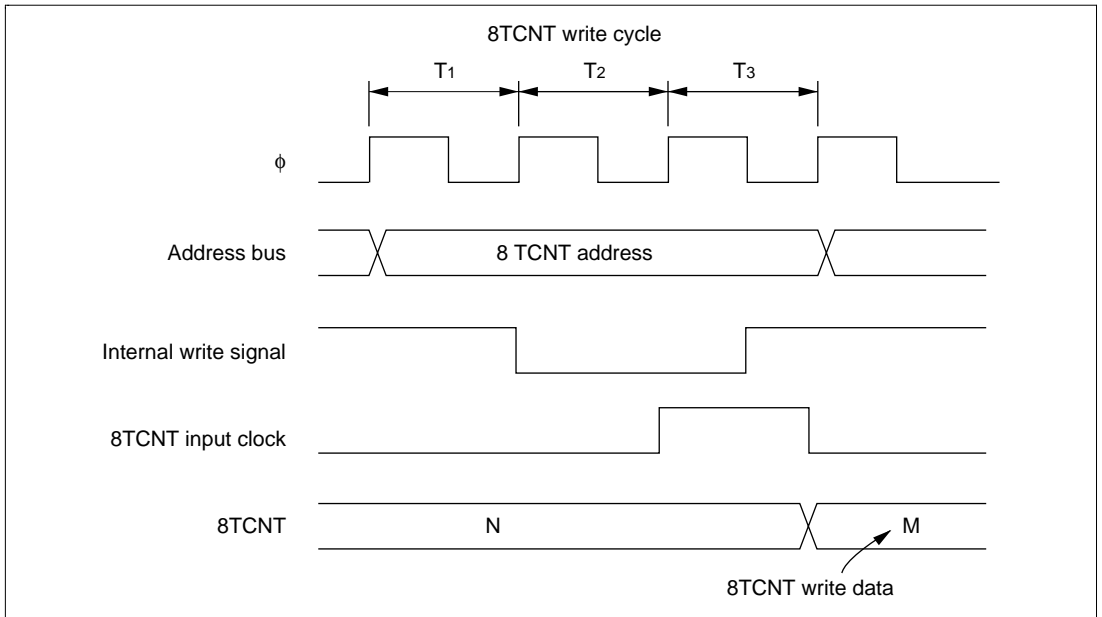 8TCNT write cycle
T1 T2 T3
ϕ
Address bus 8 TCNT address
Internal write signal
8TCNT input clock
8TCNT N M
8TCNT write data